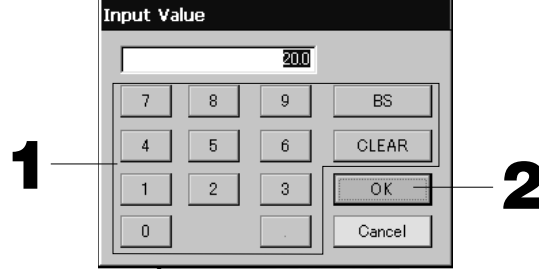 Input Value
20.0
7 8 9 BS
4 5 6 CLEAR
1
1 2 3 OK
2
0 . Cancel